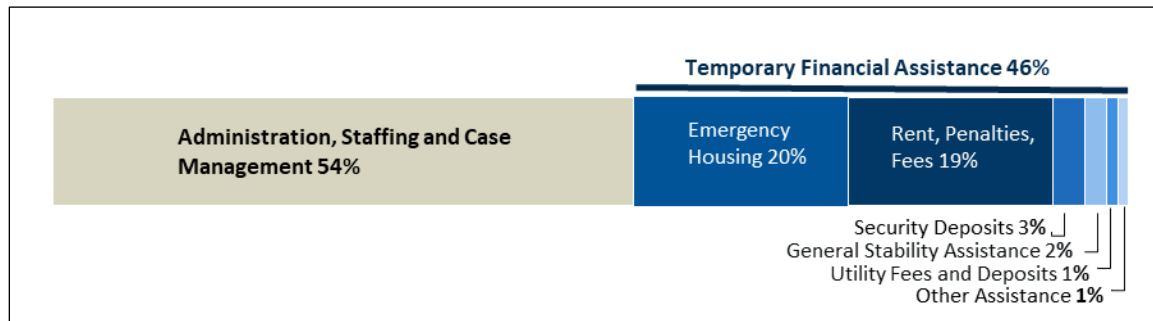 Temporary Financial Assistance 46%
Administration, Staffing and Case
Management 54%
Emergency
Housing 20%
Rent, Penalties,
Fees 19%
Security Deposits 3%
General Stability Assistance 2%
Utility Fees and Deposits 1%
Other Assistance 1%